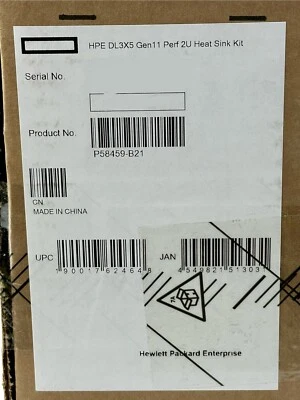 HPE DL3X5 Gen11 Perf 2U Heat Sink Kit
Serial No.
Product No.
P58459-B21
CN
MADE IN CHINA
UPC
JAN
Hewlett Packard Enterprise